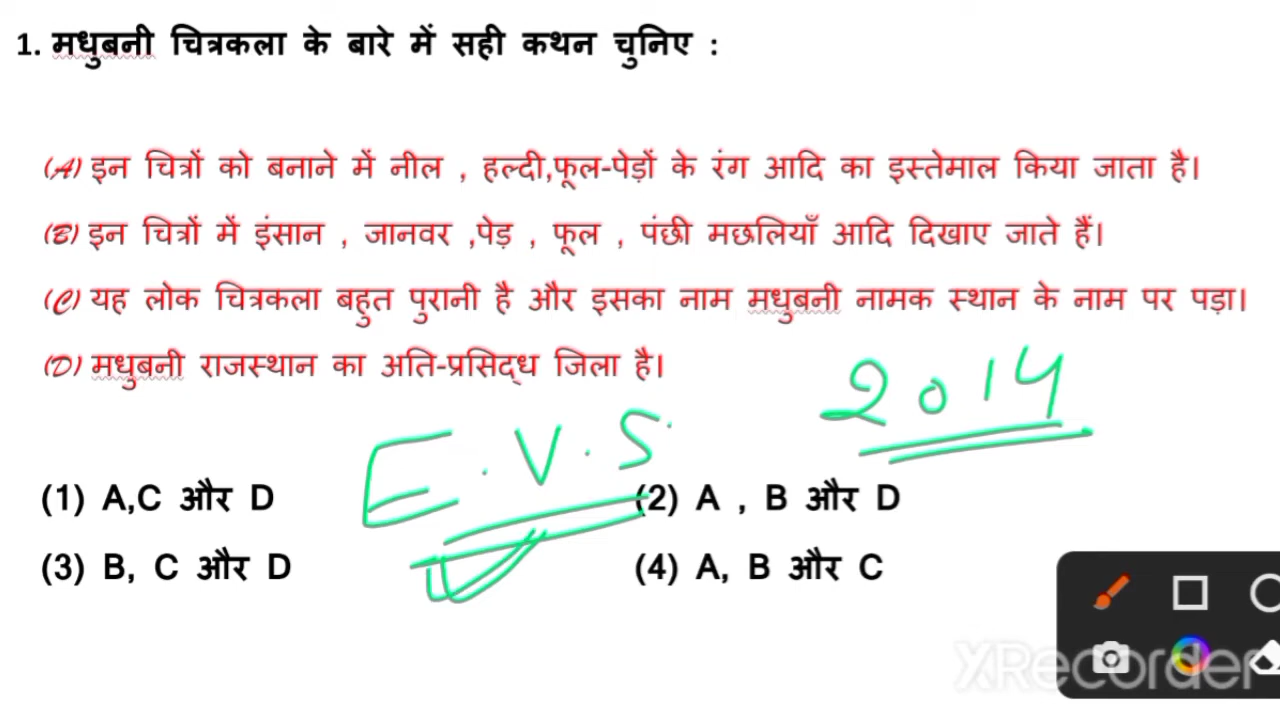 1. मधुबनी चित्रकला के बारे में सही कथन चुनिए :
(A) इन चित्रों को बनाने में नील , हल्दी,फूल-पेड़ों के रंग आदि का इस्तेमाल किया जाता है।
(B) इन चित्रों में इंसान , जानवर ,पेड़ , फूल , पंछी मछलियाँ आदि दिखाए जाते हैं।
(C) यह लोक चित्रकला बहुत पुरानी है और इसका नाम मधुबनी नामक स्थान के नाम पर पड़ा।
(D) मधुबनी राजस्थान का अति-प्रसिद्ध जिला है।
2014
E.V.S.
(1) A,C और D (2) A , B और D
(3) B, C और D (4) A, B और C
XRecorder